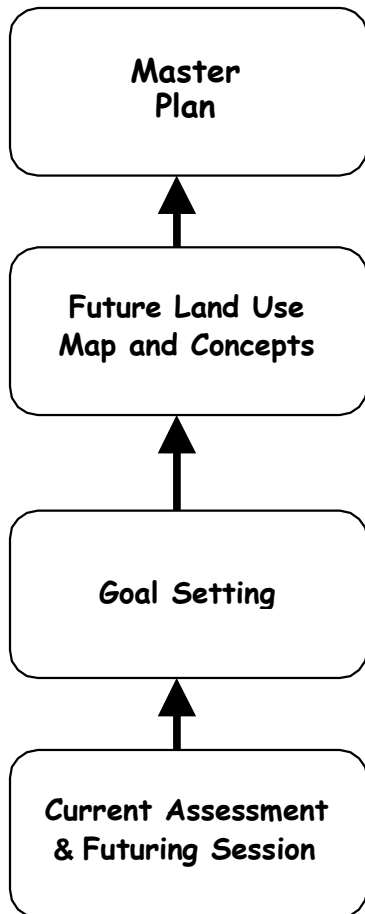 Master
Plan
Future Land Use
Map and Concepts
Goal Setting
Current Assessment
& Futuring Session